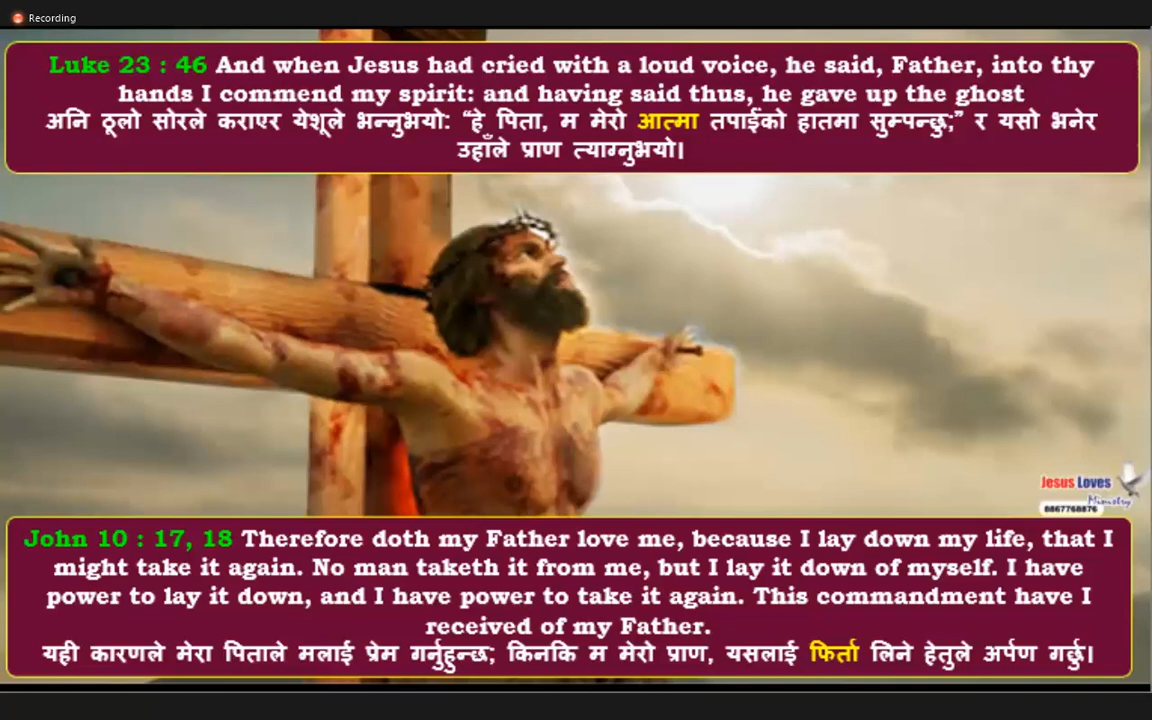 Recording
Luke 23 : 46 And when Jesus had cried with a loud voice, he said, Father, into thy
hands I commend my spirit: and having said thus, he gave up the ghost
अनि ठूलो सोरले कराएर येशूले भन्नुभयो: “हे पिता, म मेरो आत्मा तपाईंको हातमा सुम्पन्छु;” र यसो भनेर
उहाँले प्राण त्याग्नुभयो।
Jesus Loves
Ministry
8867768876
John 10 : 17, 18 Therefore doth my Father love me, because I lay down my life, that I
might take it again. No man taketh it from me, but I lay it down of myself. I have
power to lay it down, and I have power to take it again. This commandment have I
received of my Father.
यही कारणले मेरा पिताले मलाई प्रेम गर्नुहुन्छ; किनकि म मेरो प्राण, यसलाई फिर्ता लिने हेतुले अर्पण गर्छु।